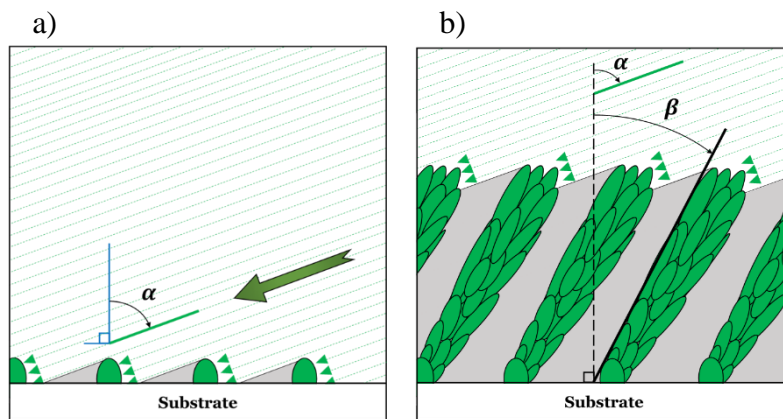 a)
α
Substrate
b)
α
β
Substrate